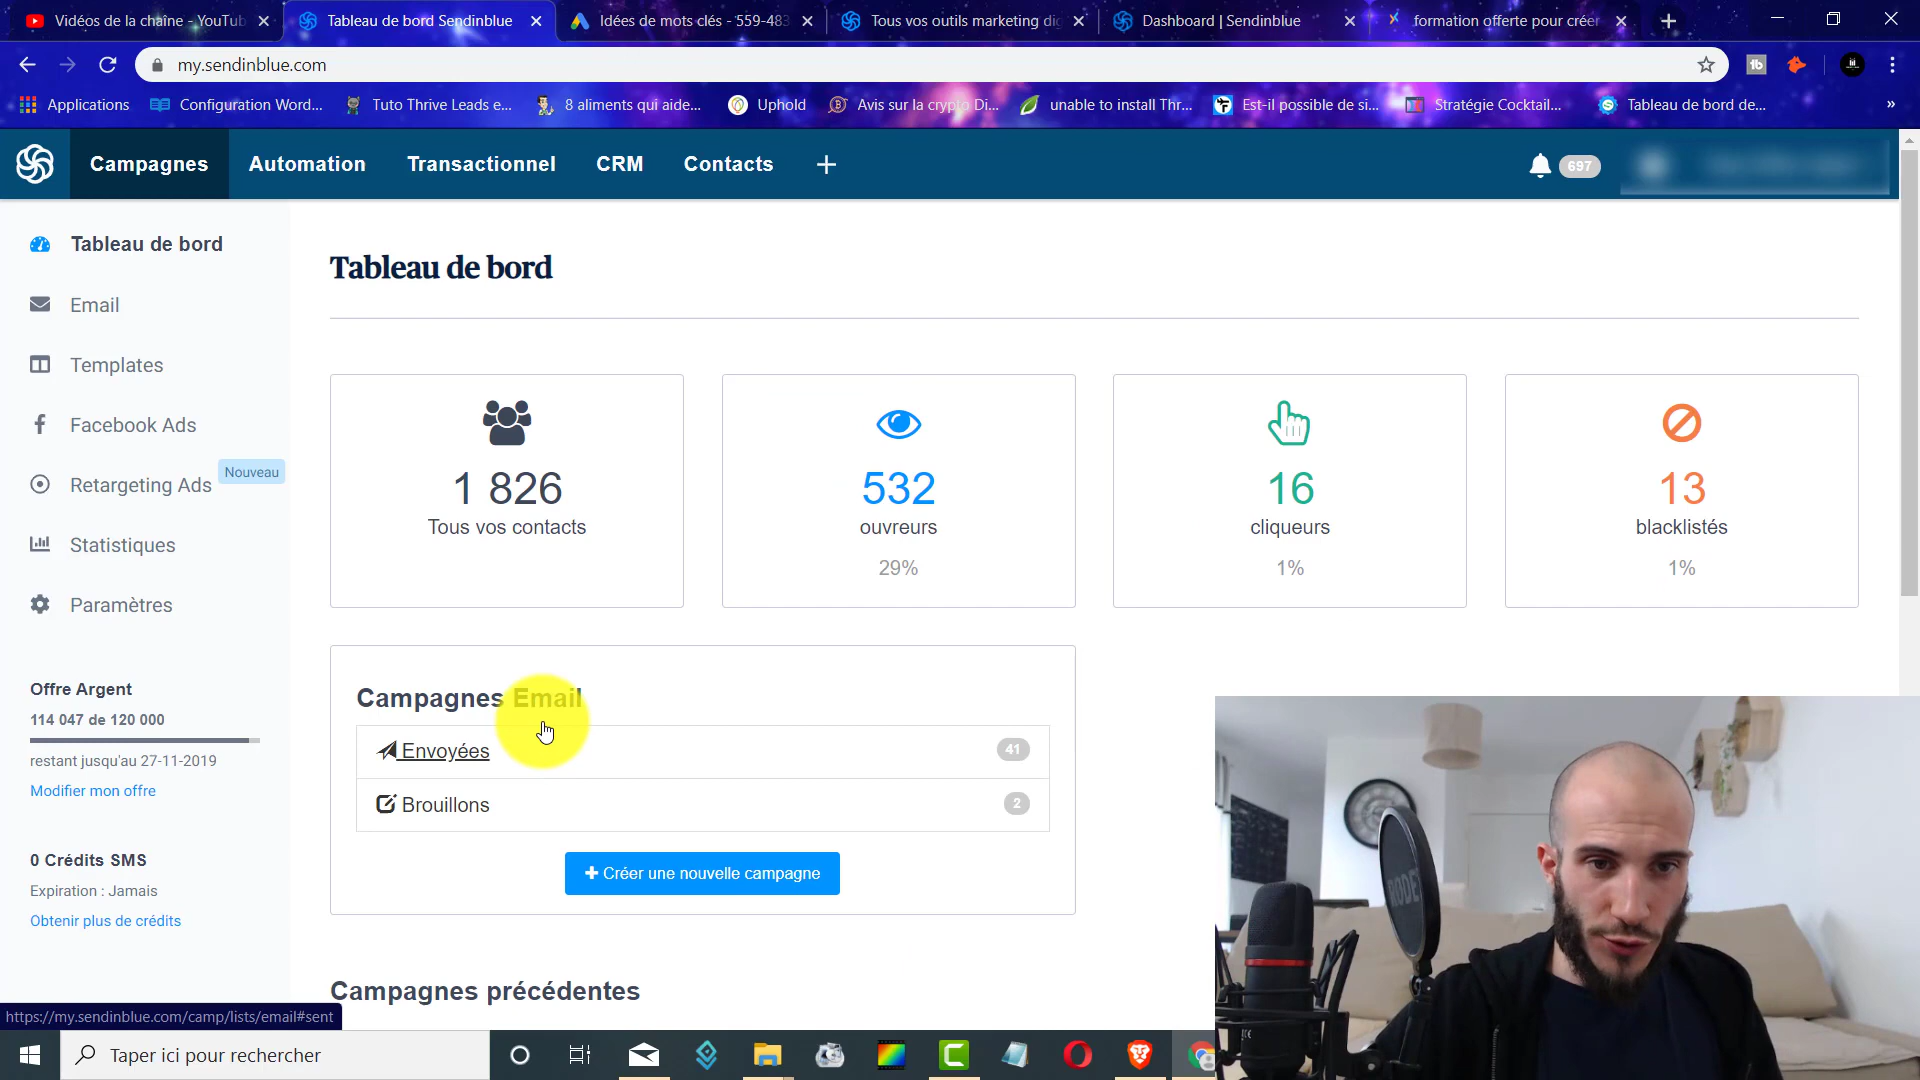 Vidéos de la chaîne - YouTub
Tableau de bord Sendinblue
Idées de mots clés - 559-483
Tous vos outils marketing dig
Dashboard | Sendinblue
formation offerte pour créer
my.sendinblue.com
Applications
Configuration Word...
Tuto Thrive Leads e...
8 aliments qui aide...
Uphold
Avis sur la crypto Di...
unable to install Thr...
Est-il possible de si...
Stratégie Cocktail...
Tableau de bord de...
»
Campagnes
Automation
Transactionnel
CRM
Contacts
697
Tableau de bord
Email
Templates
Facebook Ads
Retargeting Ads
Nouveau
Statistiques
Paramètres
Offre Argent
114 047 de 120 000
restant jusqu'au 27-11-2019
Modifier mon offre
0 Crédits SMS
Expiration : Jamais
Obtenir plus de crédits
Tableau de bord
1 826
Tous vos contacts
532
ouvreurs
29%
16
cliqueurs
1%
13
blacklistés
1%
Campagnes Email
Envoyées
41
Brouillons
2
Créer une nouvelle campagne
Campagnes précédentes
https://my.sendinblue.com/camp/lists/email#sent
RODE
Taper ici pour rechercher